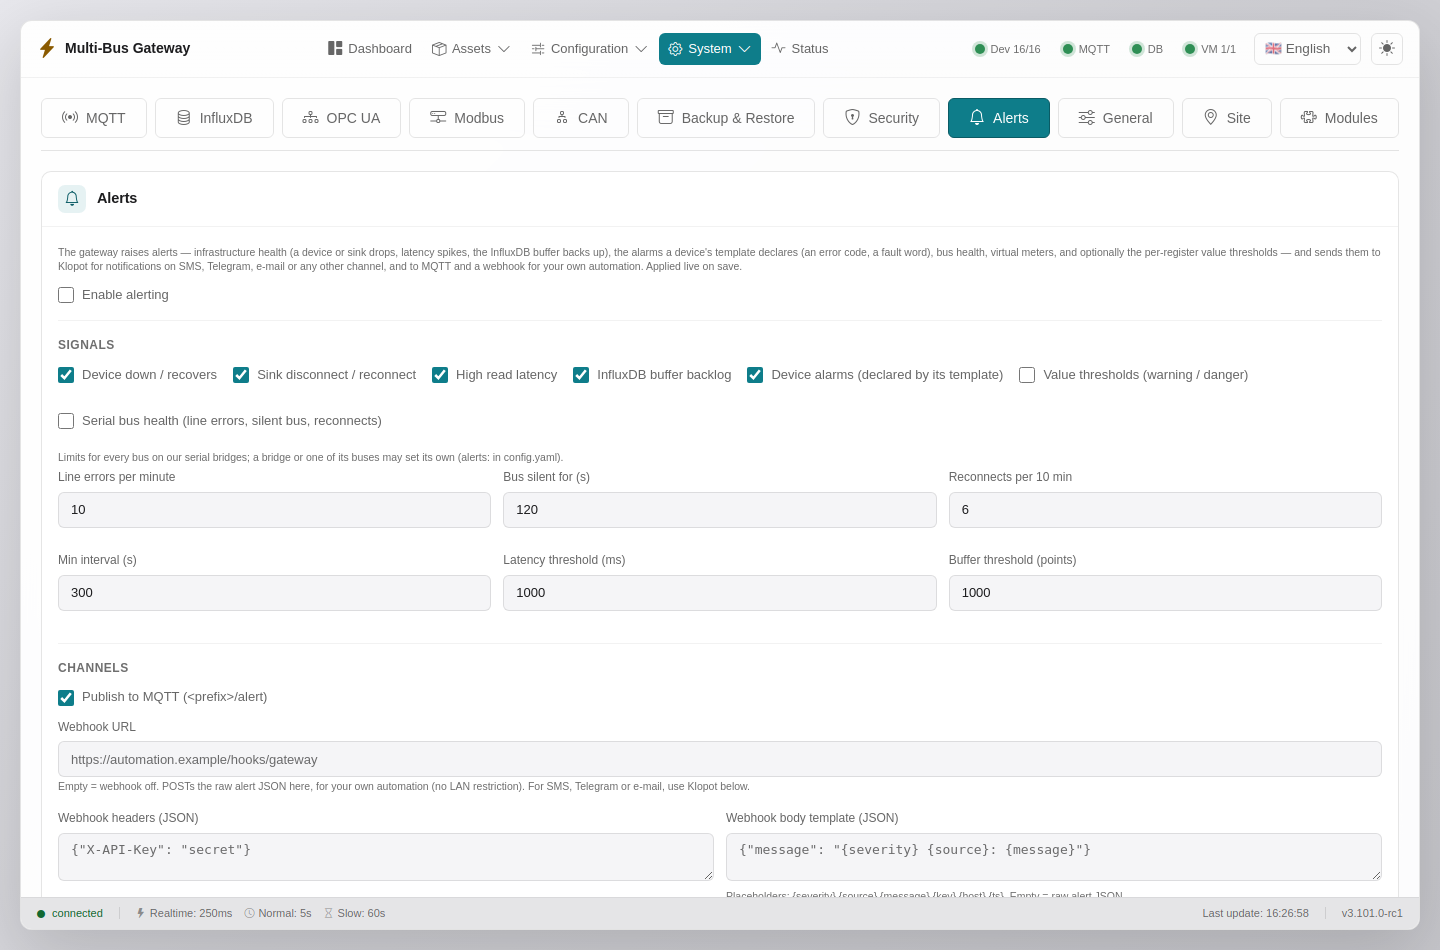 Multi-Bus Gateway
Dashboard
Assets
Configuration
System
Status
Dev 16/16
MQTT
DB
VM 1/1
🇬🇧 English
MQTT
InfluxDB
OPC UA
Modbus
CAN
Backup & Restore
Security
Alerts
General
Site
Modules
Alerts
The gateway raises alerts — infrastructure health (a device or sink drops, latency spikes, the InfluxDB buffer backs up), the alarms a device's template declares (an error code, a fault word), bus health, virtual meters, and optionally the per-register value thresholds — and sends them to
Klopot for notifications on SMS, Telegram, e-mail or any other channel, and to MQTT and a webhook for your own automation. Applied live on save.
Enable alerting
SIGNALS
Device down / recovers
Sink disconnect / reconnect
High read latency
InfluxDB buffer backlog
Device alarms (declared by its template)
Value thresholds (warning / danger)
Serial bus health (line errors, silent bus, reconnects)
Limits for every bus on our serial bridges; a bridge or one of its buses may set its own (alerts: in config.yaml).
Line errors per minute
Bus silent for (s)
Reconnects per 10 min
10
120
6
Min interval (s)
Latency threshold (ms)
Buffer threshold (points)
300
1000
1000
CHANNELS
Publish to MQTT (<prefix>/alert)
Webhook URL
https://automation.example/hooks/gateway
Empty = webhook off. POSTs the raw alert JSON here, for your own automation (no LAN restriction). For SMS, Telegram or e-mail, use Klopot below.
Webhook headers (JSON)
Webhook body template (JSON)
{"X-API-Key": "secret"}
{"message": "{severity} {source}: {message}"}
Placeholders: {severity} {source} {message} {key} {host} {ts}. Empty = raw alert JSON.
connected
Realtime: 250ms
Normal: 5s
Slow: 60s
Last update: 16:26:58
v3.101.0-rc1